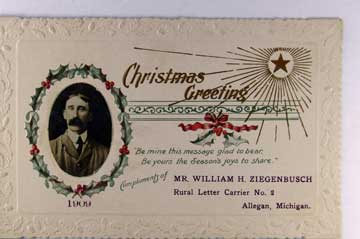 Christmas
Greeting
"Be mine this message glad to bear,
Be yours the Season's joys to share."
Compliments of
MR. WILLIAM H. ZIEGENBUSCH
Rural Letter Carrier No. 2
Allegan, Michigan.
1909